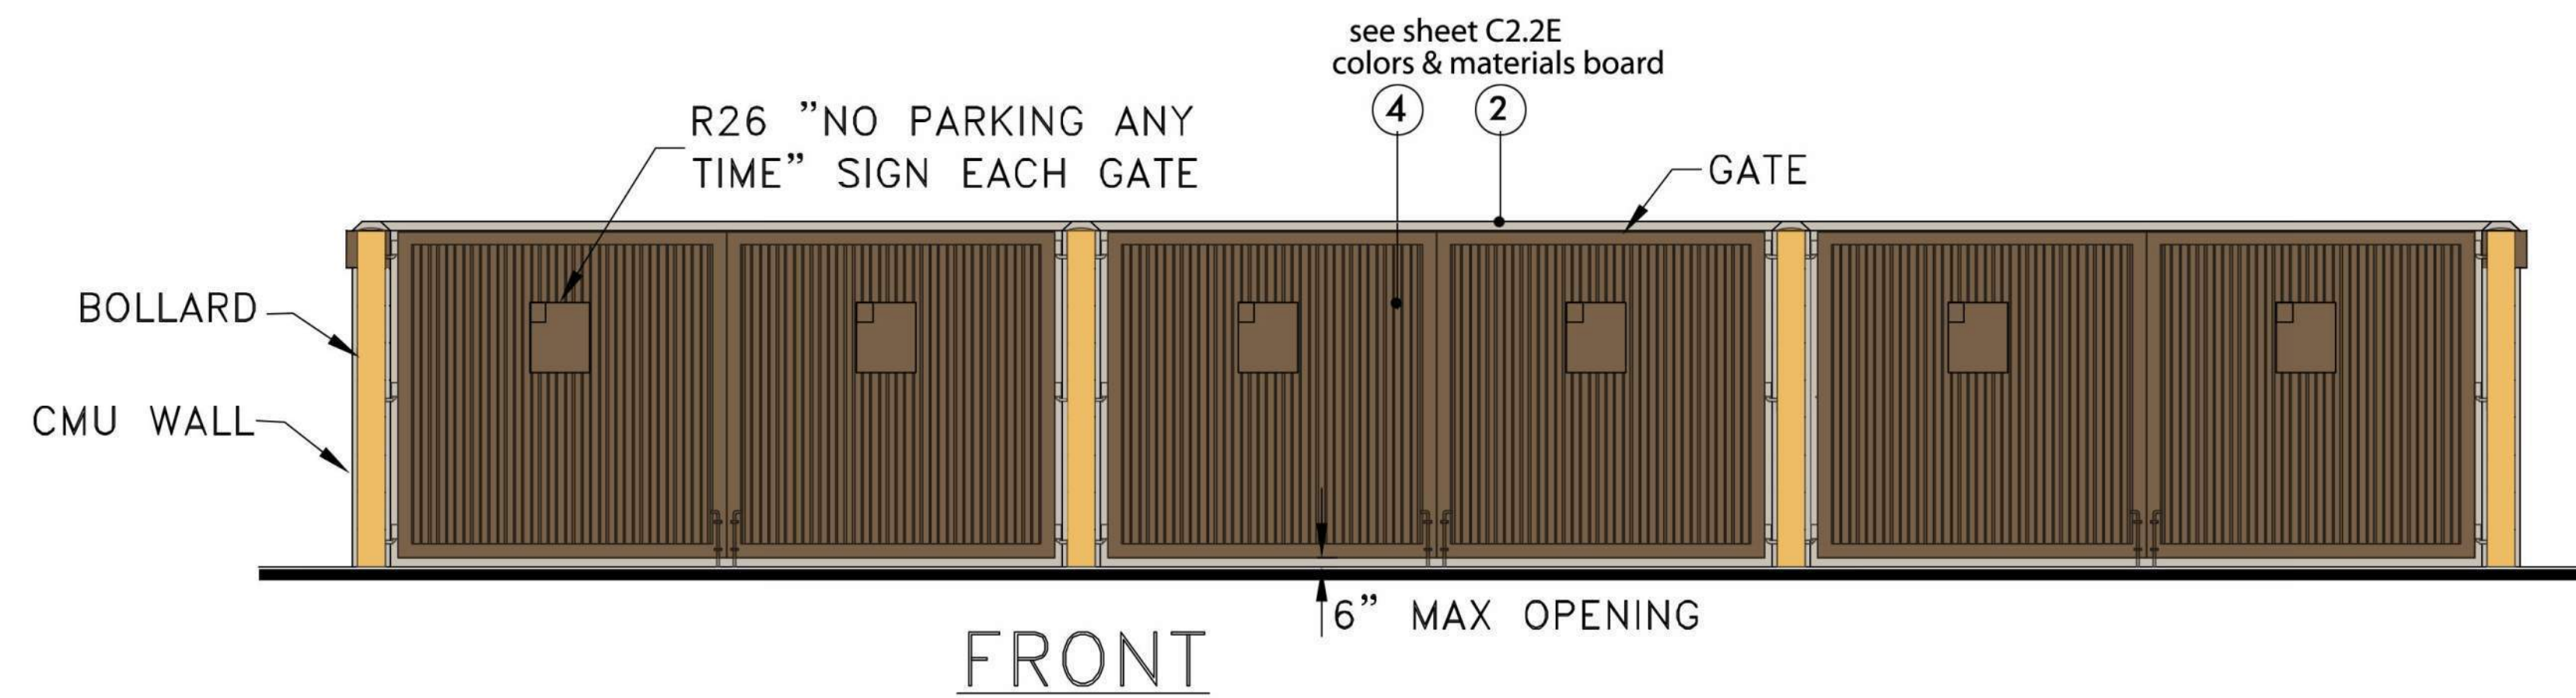 see sheet C2.2E
colors & materials board
4 2
R26 ”NO PARKING ANY
TIME” SIGN EACH GATE
GATE
BOLLARD
CMU WALL
6” MAX OPENING
FRONT